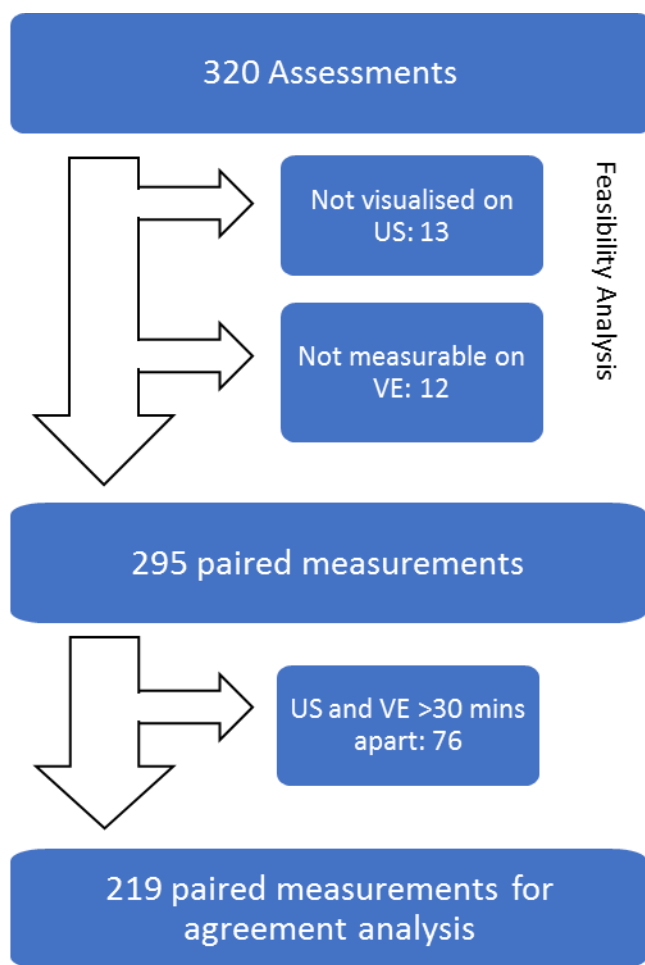 320 Assessments
Not visualised on
US: 13
Feasibility Analysis
Not measurable on
VE: 12
295 paired measurements
US and VE >30 mins
apart: 76
219 paired measurements for
agreement analysis